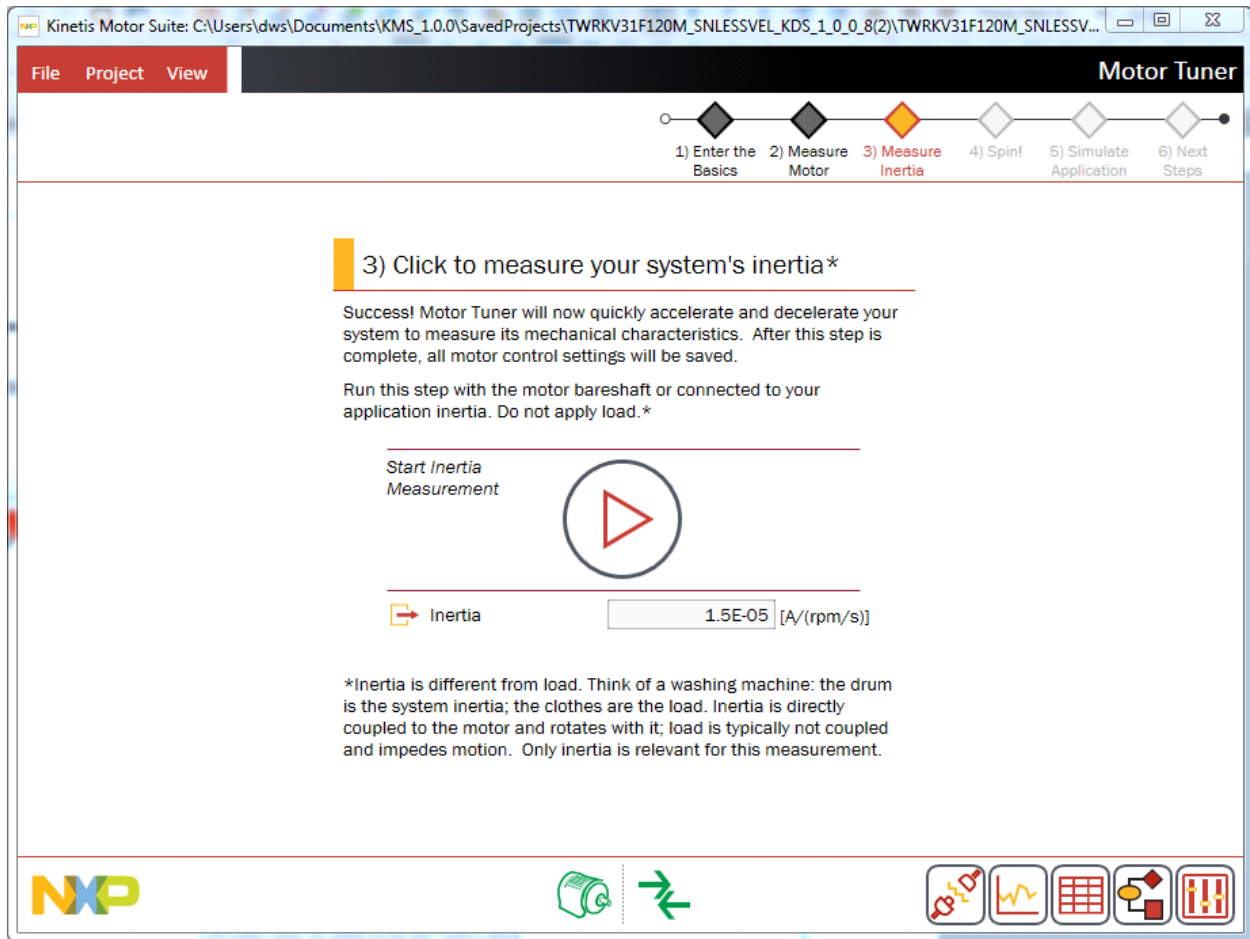 Kinetis Motor Suite: C:\Users\dws\Documents\KMS_1.0.0\SavedProjects\TWRKV31F120M_SNLESSVEL_KDS_1_0_0_8(2)\TWRKV31F120M_SNLESSV...
File Project View
Motor Tuner
1) Enter the Basics
2) Measure Motor
3) Measure Inertia
4) Spin!
5) Simulate Application
6) Next Steps
3) Click to measure your system's inertia*
Success! Motor Tuner will now quickly accelerate and decelerate your
system to measure its mechanical characteristics.  After this step is
complete, all motor control settings will be saved.
Run this step with the motor bareshaft or connected to your
application inertia. Do not apply load.*
Start Inertia
Measurement
Inertia 1.5E-05 [A/(rpm/s)]
*Inertia is different from load. Think of a washing machine: the drum
is the system inertia; the clothes are the load. Inertia is directly
coupled to the motor and rotates with it; load is typically not coupled
and impedes motion.  Only inertia is relevant for this measurement.
NXP